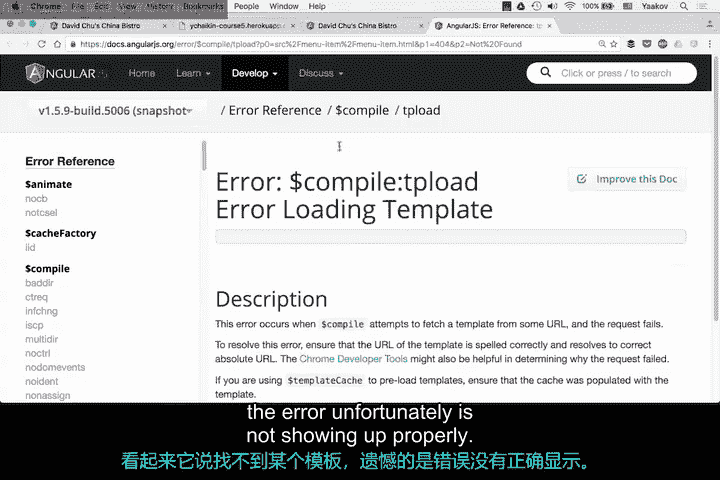 Chrome File Edit View History Bookmarks People Window Help 100% Yaakov
David Chu's China Bistro ychaikin-course5.herokuapp. David Chu's China Bistro AngularJS: Error Reference: tp
https://docs.angularjs.org/error/$compile/tpload?p0=src%2Fmenu-item%2Fmenu-item.html&p1=404&p2=Not%20Found
ANGULARJS Home Learn Develop Discuss Click or press / to search
v1.5.9-build.5006 (snapshot / Error Reference / $compile / tpload
Error Reference
$animate
nocb
notcsel
$cacheFactory
iid
$compile
baddir
ctreq
infchng
iscp
multidir
noctrl
nodomevents
noident
nonassign
Error: $compile:tpload
Error Loading Template
Improve this Doc
Description
This error occurs when $compile attempts to fetch a template from some URL, and the request fails.
To resolve this error, ensure that the URL of the template is spelled correctly and resolves to correct
absolute URL. The Chrome Developer Tools might also be helpful in determining why the request failed.
If you are using $templateCache to pre-load templates, ensure that the cache was populated with the
template.
the error unfortunately is
not showing up properly.
看起来它说找不到某个模板，遗憾的是错误没有正确显示。